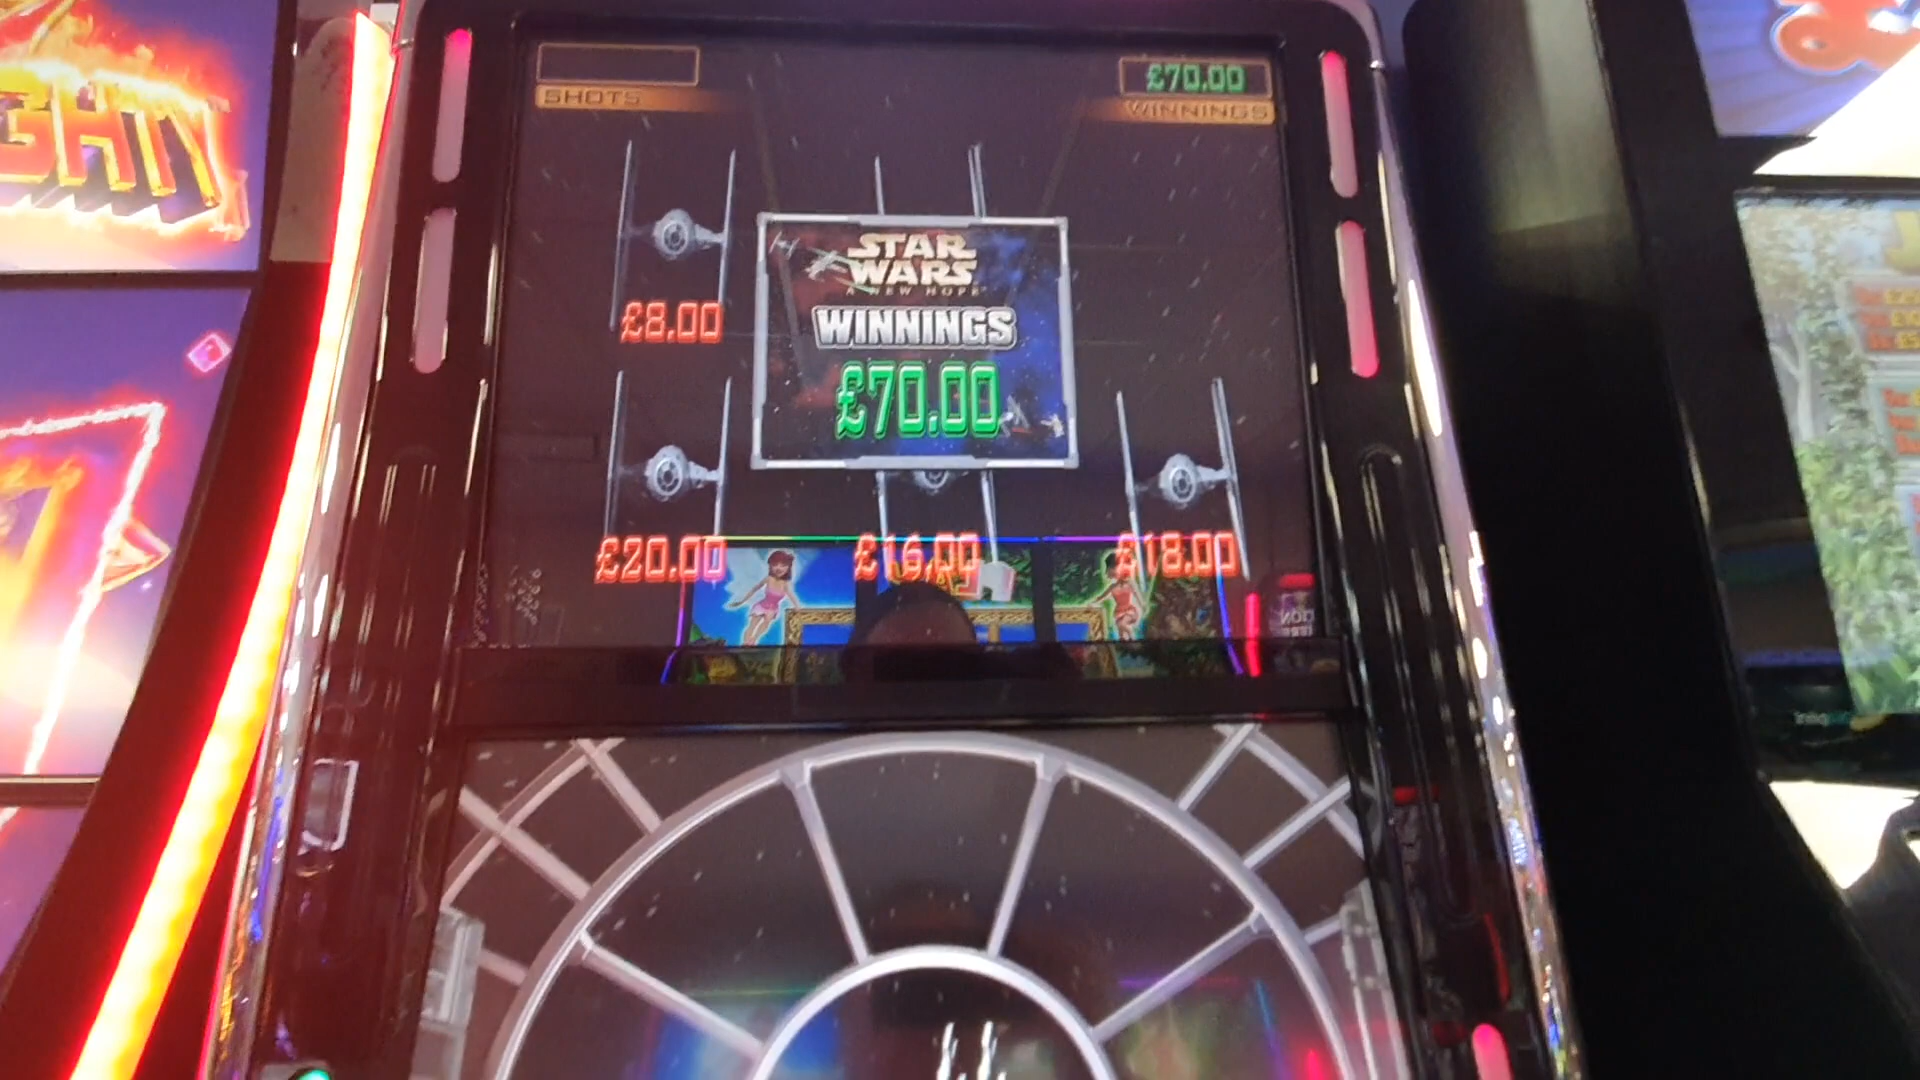 £70.00
SHOTS
WINNINGS
STAR
WARS
A NEW HOPE
WINNINGS
£8.00
£70.00
£20.00
£16.00
£18.00